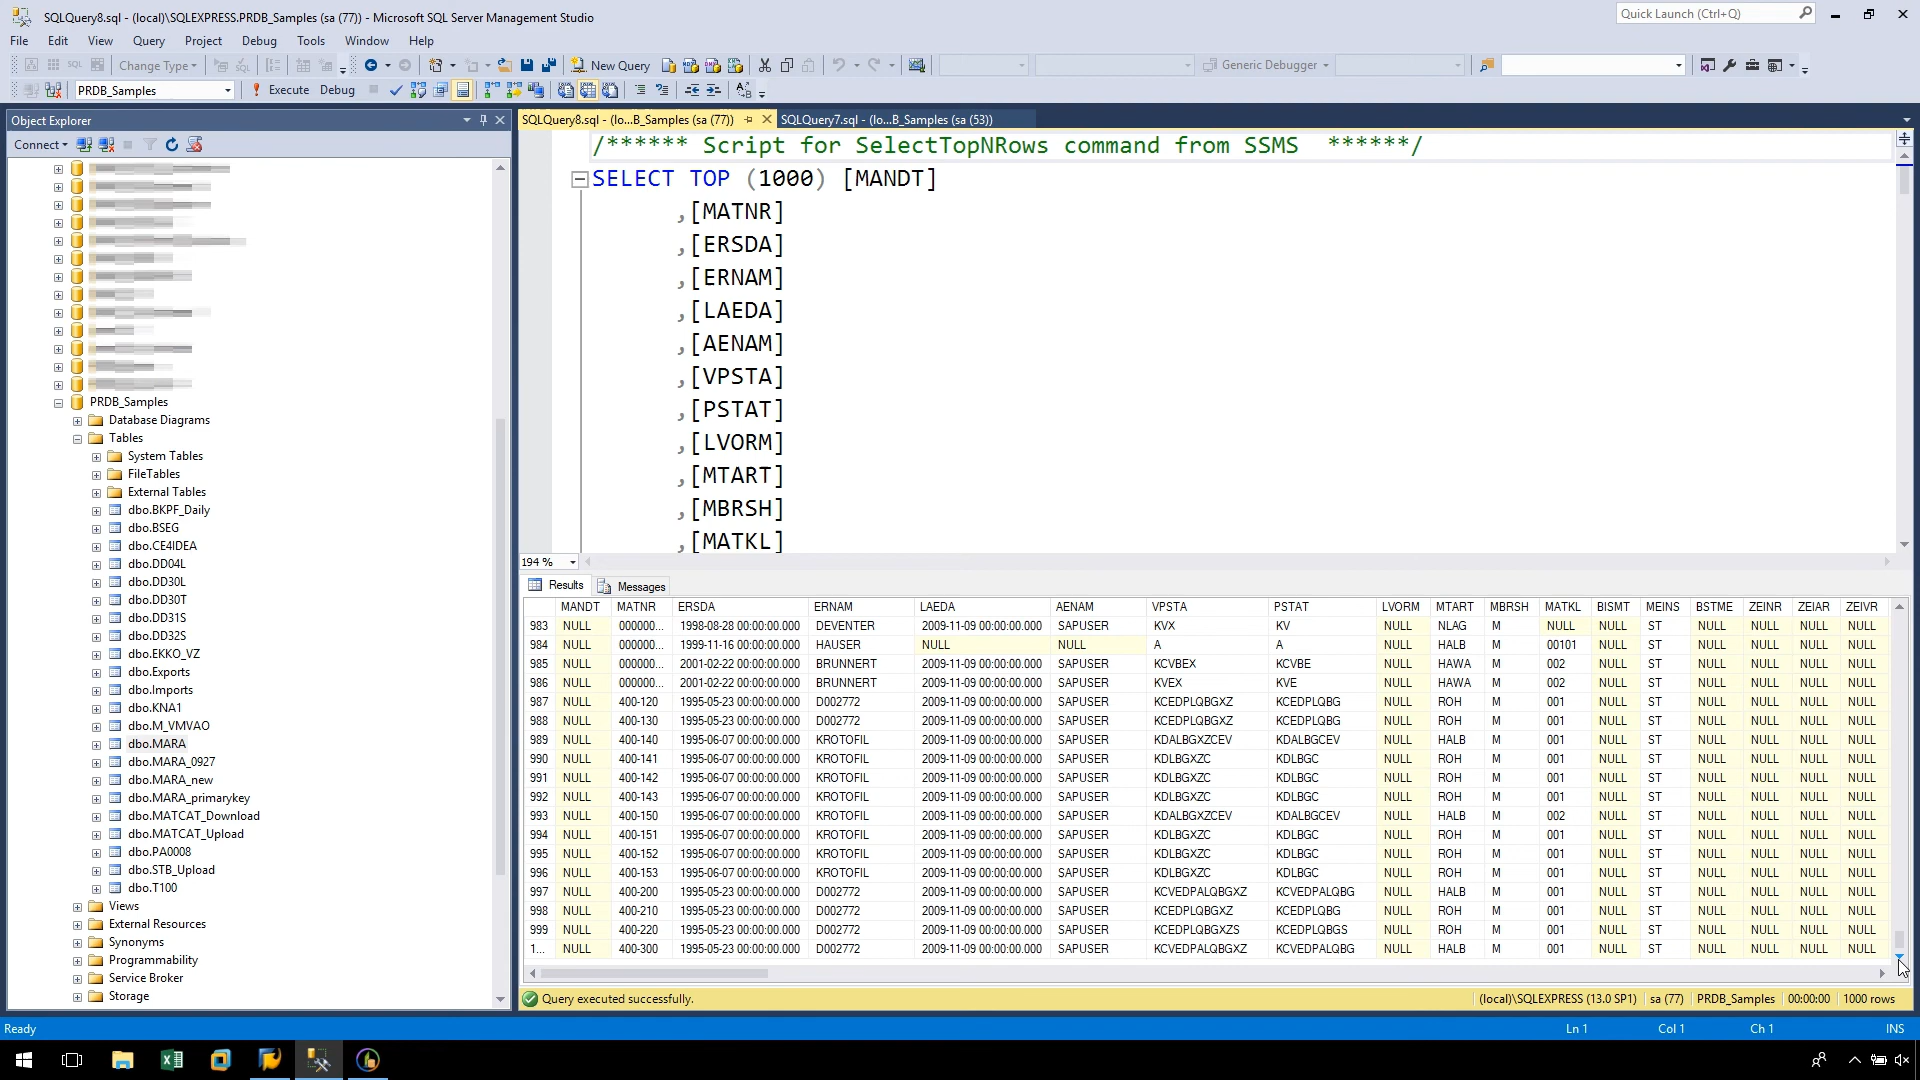 SQLQuery8.sql - (local)\SQLEXPRESS.PRDB_Samples (sa (77)) - Microsoft SQL Server Management Studio
Quick Launch (Ctrl+Q)
File Edit View Query Project Debug Tools Window Help
Change Type New Query Generic Debugger
PRDB_Samples Execute Debug
Object Explorer
Connect
PRDB_Samples
Database Diagrams
Tables
System Tables
FileTables
External Tables
dbo.BKPF_Daily
dbo.BSEG
dbo.CE4IDEA
dbo.DD04L
dbo.DD30L
dbo.DD30T
dbo.DD31S
dbo.DD32S
dbo.EKKO_VZ
dbo.Exports
dbo.Imports
dbo.KNA1
dbo.M_VMVAO
dbo.MARA
dbo.MARA_0927
dbo.MARA_new
dbo.MARA_primarykey
dbo.MATCAT_Download
dbo.MATCAT_Upload
dbo.PA0008
dbo.STB_Upload
dbo.T100
Views
External Resources
Synonyms
Programmability
Service Broker
Storage
SQLQuery8.sql - (lo...B_Samples (sa (77)) SQLQuery7.sql - (lo...B_Samples (sa (53))
/****** Script for SelectTopNRows command from SSMS ******/
SELECT TOP (1000) [MANDT]
,[MATNR]
,[ERSDA]
,[ERNAM]
,[LAEDA]
,[AENAM]
,[VPSTA]
,[PSTAT]
,[LVORM]
,[MTART]
,[MBRSH]
,[MATKL]
194 %
Results Messages
MANDT MATNR ERSDA ERNAM LAEDA AENAM VPSTA PSTAT LVORM MTART MBRSH MATKL BISMT MEINS BSTME ZEINR ZEIAR ZEIVR
983 NULL 000000... 1998-08-28 00:00:00.000 DEVENTER 2009-11-09 00:00:00.000 SAPUSER KVX KV NULL NLAG M NULL NULL ST NULL NULL NULL NULL
984 NULL 000000... 1999-11-16 00:00:00.000 HAUSER NULL NULL A A NULL HALB M 00101 NULL ST NULL NULL NULL NULL
985 NULL 000000... 2001-02-22 00:00:00.000 BRUNNERT 2009-11-09 00:00:00.000 SAPUSER KCVBEX KCVBE NULL HAWA M 002 NULL ST NULL NULL NULL NULL
986 NULL 000000... 2001-02-22 00:00:00.000 BRUNNERT 2009-11-09 00:00:00.000 SAPUSER KVEX KVE NULL HAWA M 002 NULL ST NULL NULL NULL NULL
987 NULL 400-120 1995-05-23 00:00:00.000 D002772 2009-11-09 00:00:00.000 SAPUSER KCEDPLQBGXZ KCEDPLQBG NULL ROH M 001 NULL ST NULL NULL NULL NULL
988 NULL 400-130 1995-05-23 00:00:00.000 D002772 2009-11-09 00:00:00.000 SAPUSER KCEDPLQBGXZ KCEDPLQBG NULL ROH M 001 NULL ST NULL NULL NULL NULL
989 NULL 400-140 1995-06-07 00:00:00.000 KROTOFIL 2009-11-09 00:00:00.000 SAPUSER KDALBGXZCEV KDALBGCEV NULL HALB M 001 NULL ST NULL NULL NULL NULL
990 NULL 400-141 1995-06-07 00:00:00.000 KROTOFIL 2009-11-09 00:00:00.000 SAPUSER KDLBGXZC KDLBGC NULL ROH M 001 NULL ST NULL NULL NULL NULL
991 NULL 400-142 1995-06-07 00:00:00.000 KROTOFIL 2009-11-09 00:00:00.000 SAPUSER KDLBGXZC KDLBGC NULL ROH M 001 NULL ST NULL NULL NULL NULL
992 NULL 400-143 1995-06-07 00:00:00.000 KROTOFIL 2009-11-09 00:00:00.000 SAPUSER KDLBGXZC KDLBGC NULL ROH M 001 NULL ST NULL NULL NULL NULL
993 NULL 400-150 1995-06-07 00:00:00.000 KROTOFIL 2009-11-09 00:00:00.000 SAPUSER KDALBGXZCEV KDALBGCEV NULL HALB M 002 NULL ST NULL NULL NULL NULL
994 NULL 400-151 1995-06-07 00:00:00.000 KROTOFIL 2009-11-09 00:00:00.000 SAPUSER KDLBGXZC KDLBGC NULL ROH M 001 NULL ST NULL NULL NULL NULL
995 NULL 400-152 1995-06-07 00:00:00.000 KROTOFIL 2009-11-09 00:00:00.000 SAPUSER KDLBGXZC KDLBGC NULL ROH M 001 NULL ST NULL NULL NULL NULL
996 NULL 400-153 1995-06-07 00:00:00.000 KROTOFIL 2009-11-09 00:00:00.000 SAPUSER KDLBGXZC KDLBGC NULL ROH M 001 NULL ST NULL NULL NULL NULL
997 NULL 400-200 1995-05-23 00:00:00.000 D002772 2009-11-09 00:00:00.000 SAPUSER KCVEDPALQBGXZ KCVEDPALQBG NULL HALB M 001 NULL ST NULL NULL NULL NULL
998 NULL 400-210 1995-05-23 00:00:00.000 D002772 2009-11-09 00:00:00.000 SAPUSER KCEDPLQBGXZ KCEDPLQBG NULL ROH M 001 NULL ST NULL NULL NULL NULL
999 NULL 400-220 1995-05-23 00:00:00.000 D002772 2009-11-09 00:00:00.000 SAPUSER KCEDPLQBGXZS KCEDPLQBGS NULL ROH M 001 NULL ST NULL NULL NULL NULL
1... NULL 400-300 1995-05-23 00:00:00.000 D002772 2009-11-09 00:00:00.000 SAPUSER KCVEDPALQBGXZ KCVEDPALQBG NULL HALB M 001 NULL ST NULL NULL NULL NULL
Query executed successfully. (local)\SQLEXPRESS (13.0 SP1) sa (77) PRDB_Samples 00:00:00 1000 rows
Ready Ln 1 Col 1 Ch 1 INS